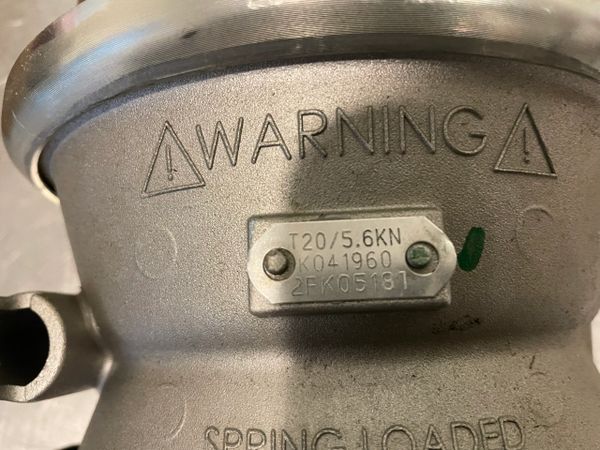 WARNING
T20/5.6KN
K041960
2FK05181
SPRING LOADED